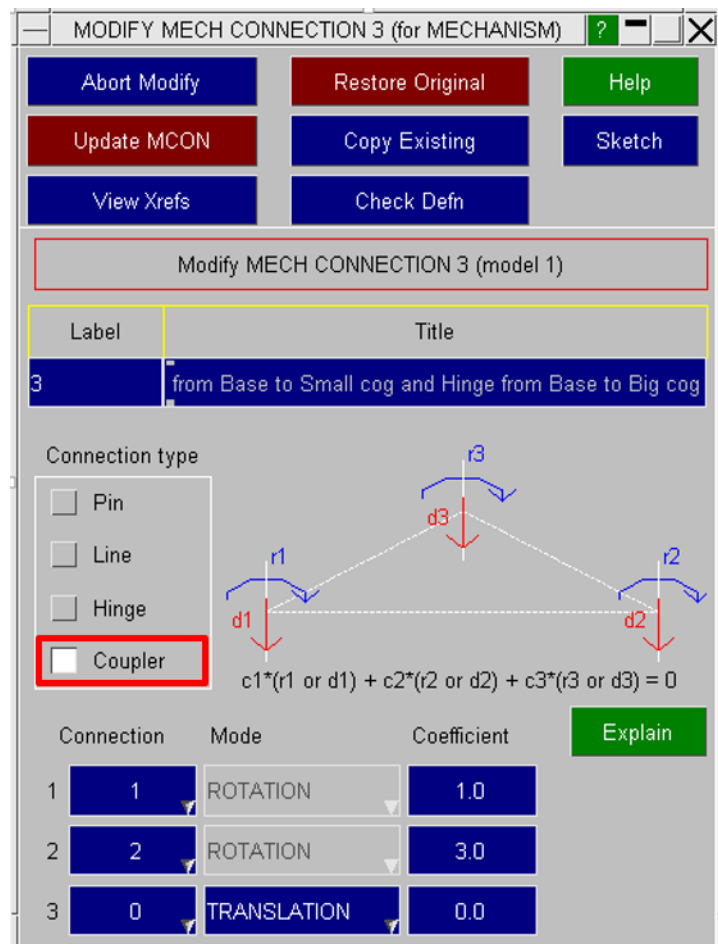 MODIFY MECH CONNECTION 3 (for MECHANISM) ?
Abort Modify Restore Original Help
Update MCON Copy Existing Sketch
View Xrefs Check Defn
Modify MECH CONNECTION 3 (model 1)
Label Title
3 from Base to Small cog and Hinge from Base to Big cog
Connection type
Pin
Line
Hinge
Coupler
r3
d3
r1
d1
r2
d2
c1*(r1 or d1) + c2*(r2 or d2) + c3*(r3 or d3) = 0
Connection Mode Coefficient Explain
1 1 ROTATION 1.0
2 2 ROTATION 3.0
3 0 TRANSLATION 0.0